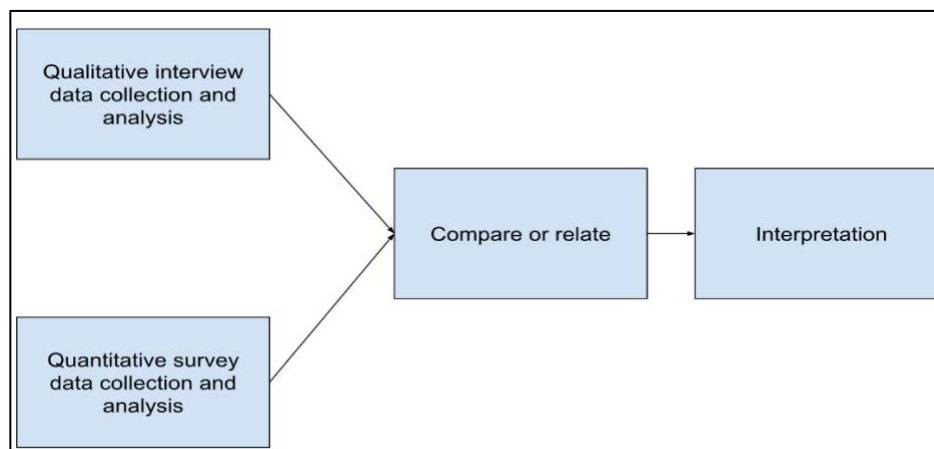 Qualitative interview
data collection and
analysis
Compare or relate
Interpretation
Quantitative survey
data collection and
analysis